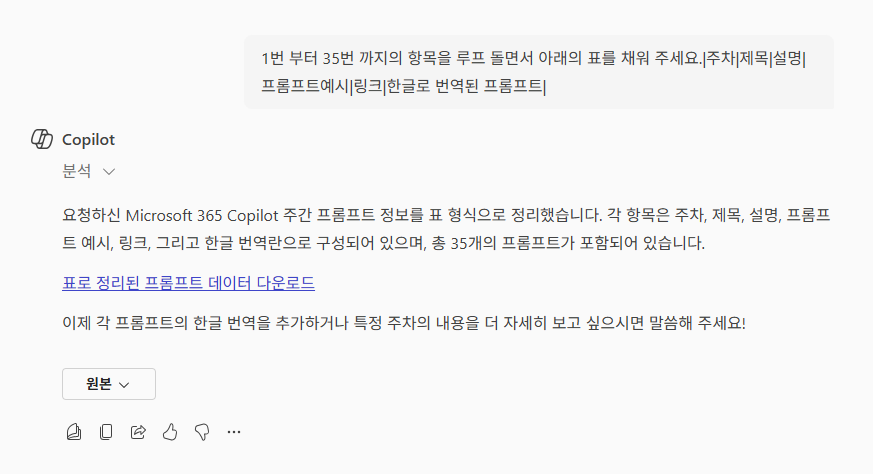 1번 부터 35번 까지의 항목을 루프 돌면서 아래의 표를 채워 주세요.|주차|제목|설명|
프롬프트예시|링크|한글로 번역된 프롬프트|
Copilot
분석
요청하신 Microsoft 365 Copilot 주간 프롬프트 정보를 표 형식으로 정리했습니다. 각 항목은 주차, 제목, 설명, 프롬프
트 예시, 링크, 그리고 한글 번역란으로 구성되어 있으며, 총 35개의 프롬프트가 포함되어 있습니다.
표로 정리된 프롬프트 데이터 다운로드
이제 각 프롬프트의 한글 번역을 추가하거나 특정 주차의 내용을 더 자세히 보고 싶으시면 말씀해 주세요!
원본